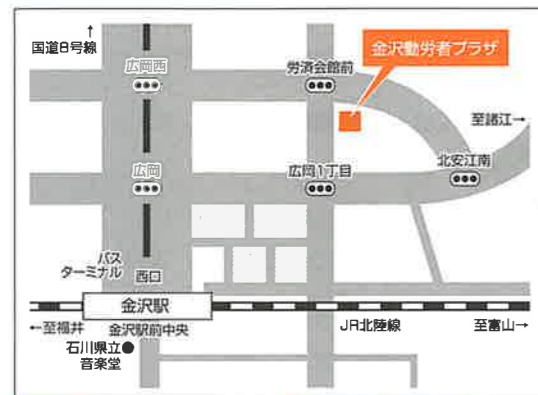 ↑
国道8号線
広岡西
労済会館前
金沢勤労者プラザ
至諸江→
北安江南
広岡
広岡1丁目
バス
ターミナル
西口
金沢駅
←至福井
金沢駅前中央
JR北陸線
至富山→
石川県立
音楽堂